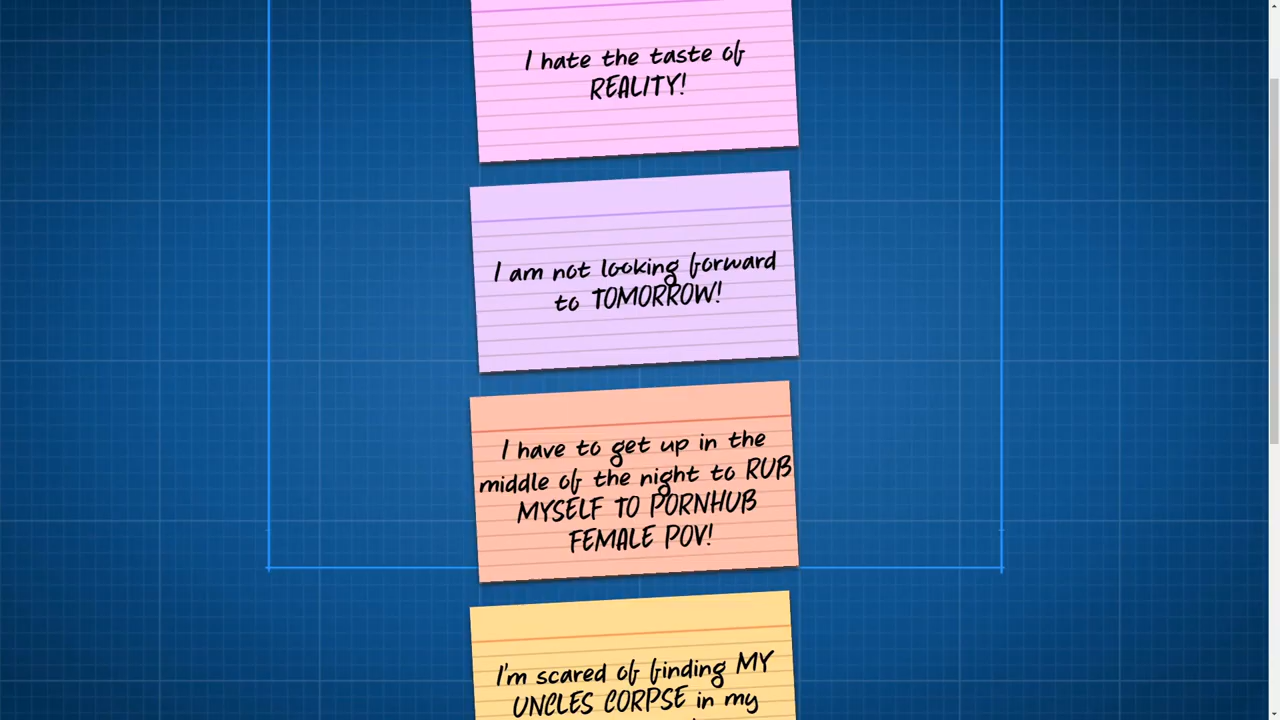 I hate the taste of
REALITY!
I am not looking forward
to TOMORROW!
I have to get up in the
middle of the night to RUB
MYSELF TO PORNHUB
FEMALE POV!
I'm scared of finding MY
UNCLES CORPSE in my